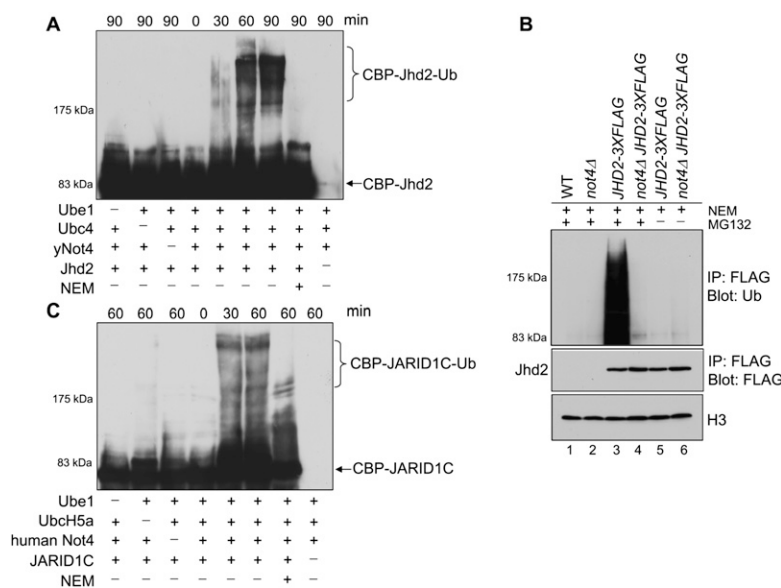 A
90 90 90 0 30 60 90 90 90 min
175 kDa
83 kDa
CBP-Jhd2-Ub
CBP-Jhd2
Ube1 – + + + + + + + +
Ubc4 + – + + + + + + +
yNot4 + + – + + + + + +
Jhd2 + + + + + + + + –
NEM – – – – – – – + –
C
60 60 60 0 30 60 60 60 min
175 kDa
83 kDa
CBP-JARID1C-Ub
CBP-JARID1C
Ube1 – + + + + + + +
UbcH5a + – + + + + + +
human Not4 + + – + + + + +
JARID1C + + + + + + + –
NEM – – – – – – + –
B
WT
not4Δ
JHD2-3XFLAG
not4Δ JHD2-3XFLAG
JHD2-3XFLAG
not4Δ JHD2-3XFLAG
+ + + + + + NEM
+ + + + – – MG132
175 kDa
83 kDa
IP: FLAG
Blot: Ub
Jhd2
IP: FLAG
Blot: FLAG
H3
1 2 3 4 5 6